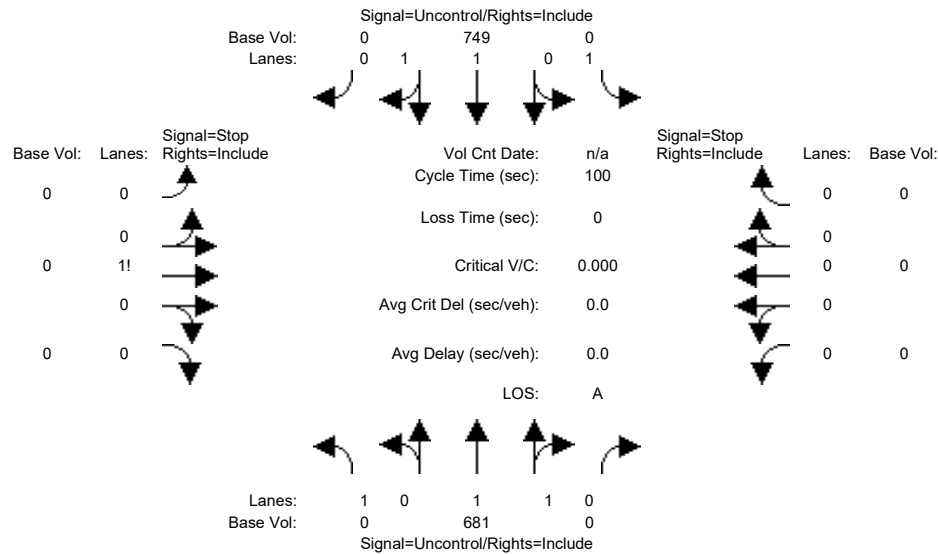 Signal=Uncontrol/Rights=Include
Base Vol: 0 749 0
Lanes: 0 1 1 0 1
Signal=Stop Signal=Stop
Base Vol: Lanes: Rights=Include Vol Cnt Date: n/a Rights=Include Lanes: Base Vol:
Cycle Time (sec): 100
0 0 0 0
Loss Time (sec): 0
0 0
0 1! Critical V/C: 0.000 0 0
0 Avg Crit Del (sec/veh): 0.0 0
0 0 Avg Delay (sec/veh): 0.0 0 0
LOS: A
Lanes: 1 0 1 1 0
Base Vol: 0 681 0
Signal=Uncontrol/Rights=Include